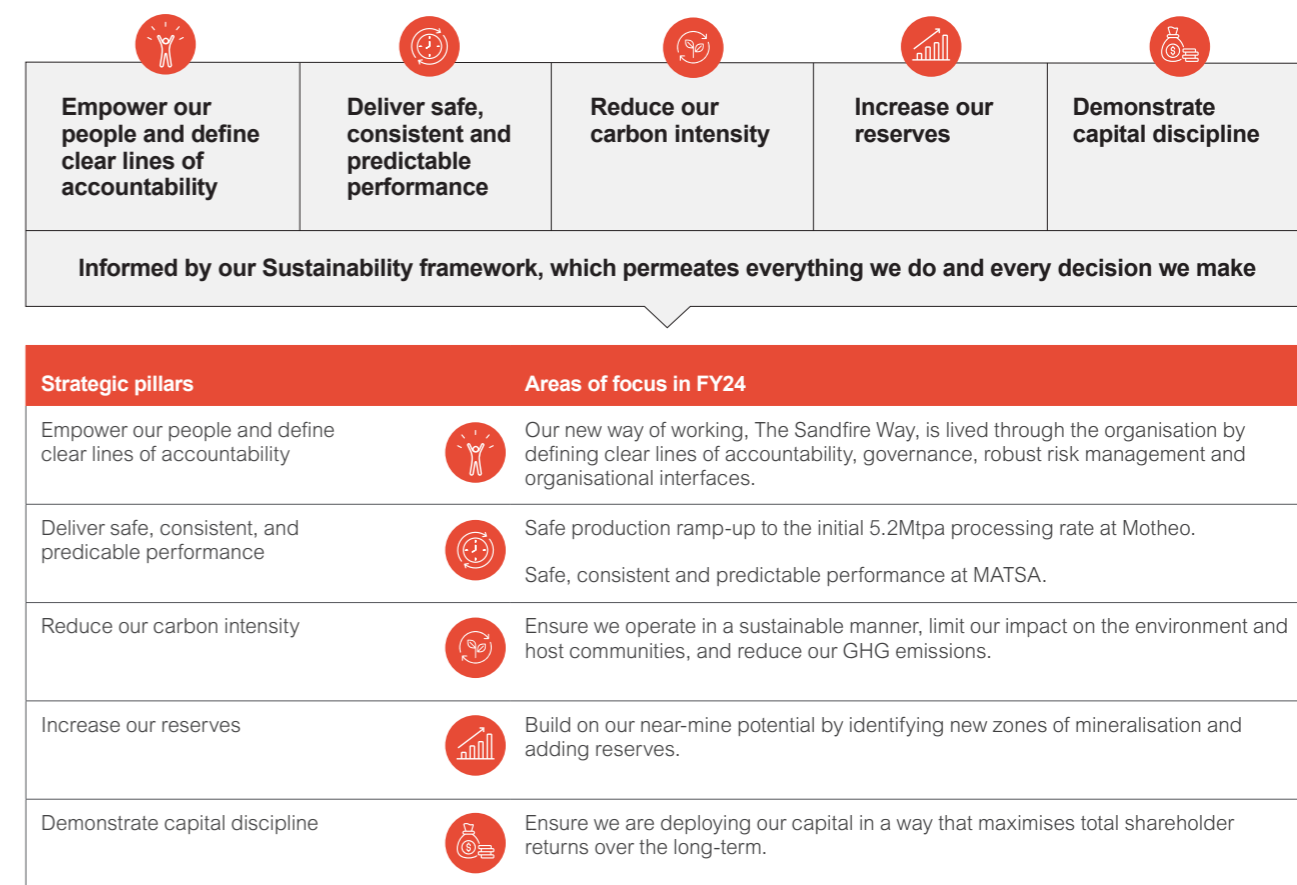 Empower our
people and define
clear lines of
accountability
Deliver safe,
consistent and
predictable
performance
Reduce our
carbon intensity
Increase our
reserves
Demonstrate
capital discipline
Informed by our Sustainability framework, which permeates everything we do and every decision we make
Strategic pillars
Areas of focus in FY24
Empower our people and define
clear lines of accountability
Our new way of working, The Sandfire Way, is lived through the organisation by
defining clear lines of accountability, governance, robust risk management and
organisational interfaces.
Deliver safe, consistent, and
predicable performance
Safe production ramp-up to the initial 5.2Mtpa processing rate at Motheo.
Safe, consistent and predictable performance at MATSA.
Reduce our carbon intensity
Ensure we operate in a sustainable manner, limit our impact on the environment and
host communities, and reduce our GHG emissions.
Increase our reserves
Build on our near-mine potential by identifying new zones of mineralisation and
adding reserves.
Demonstrate capital discipline
Ensure we are deploying our capital in a way that maximises total shareholder
returns over the long-term.